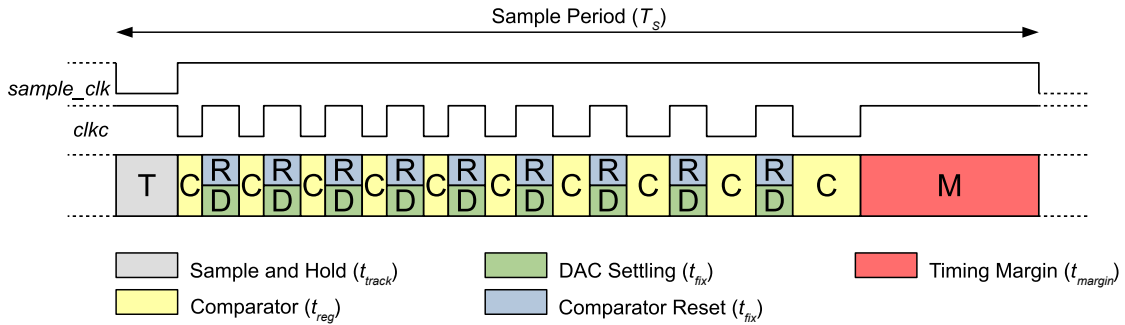 Sample Period (TS)
sample_clk
clkc
T C R C R C R C R C R C R C R C R C R C M
D D D D D D D D D
Sample and Hold (ttrack)
DAC Settling (tfix)
Timing Margin (tmargin)
Comparator (treg)
Comparator Reset (tfix)